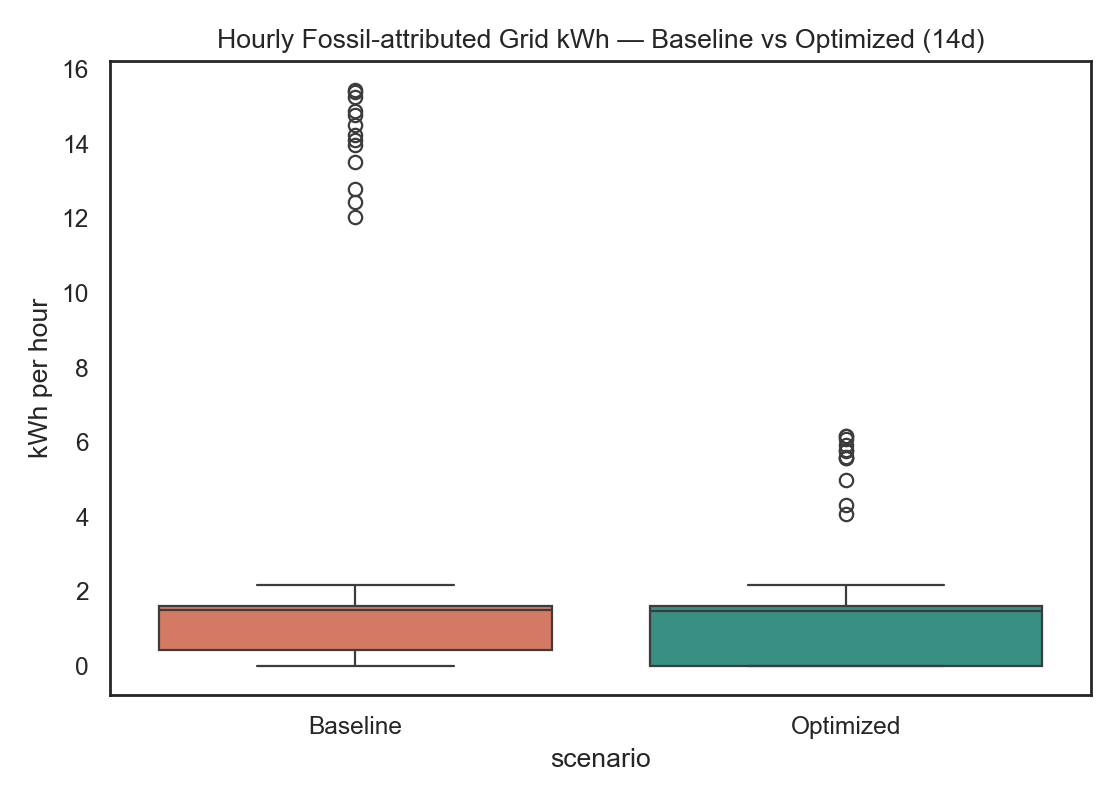 Hourly Fossil-attributed Grid kWh — Baseline vs Optimized (14d)
16
14
12
10
8
6
4
2
0
kWh per hour
Baseline
Optimized
scenario